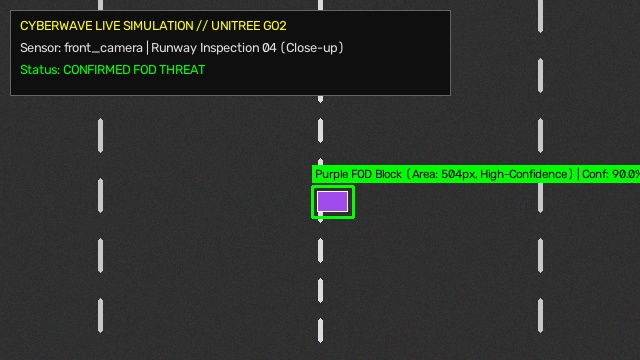 CYBERWAVE LIVE SIMULATION // UNITREE GO2
Sensor: front_camera | Runway Inspection 04 (Close-up)
Status: CONFIRMED FOD THREAT
Purple FOD Block (Area: 504px, High-Confidence) | Conf: 90.0%